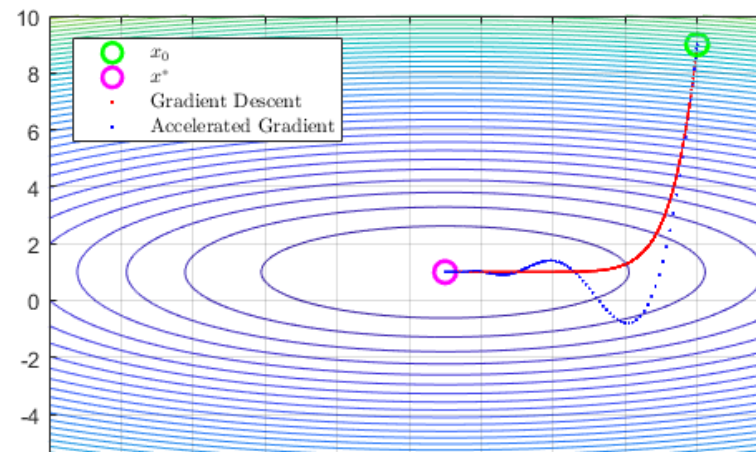 10
x₀
x*
Gradient Descent
Accelerated Gradient
8
6
4
2
0
-2
-4